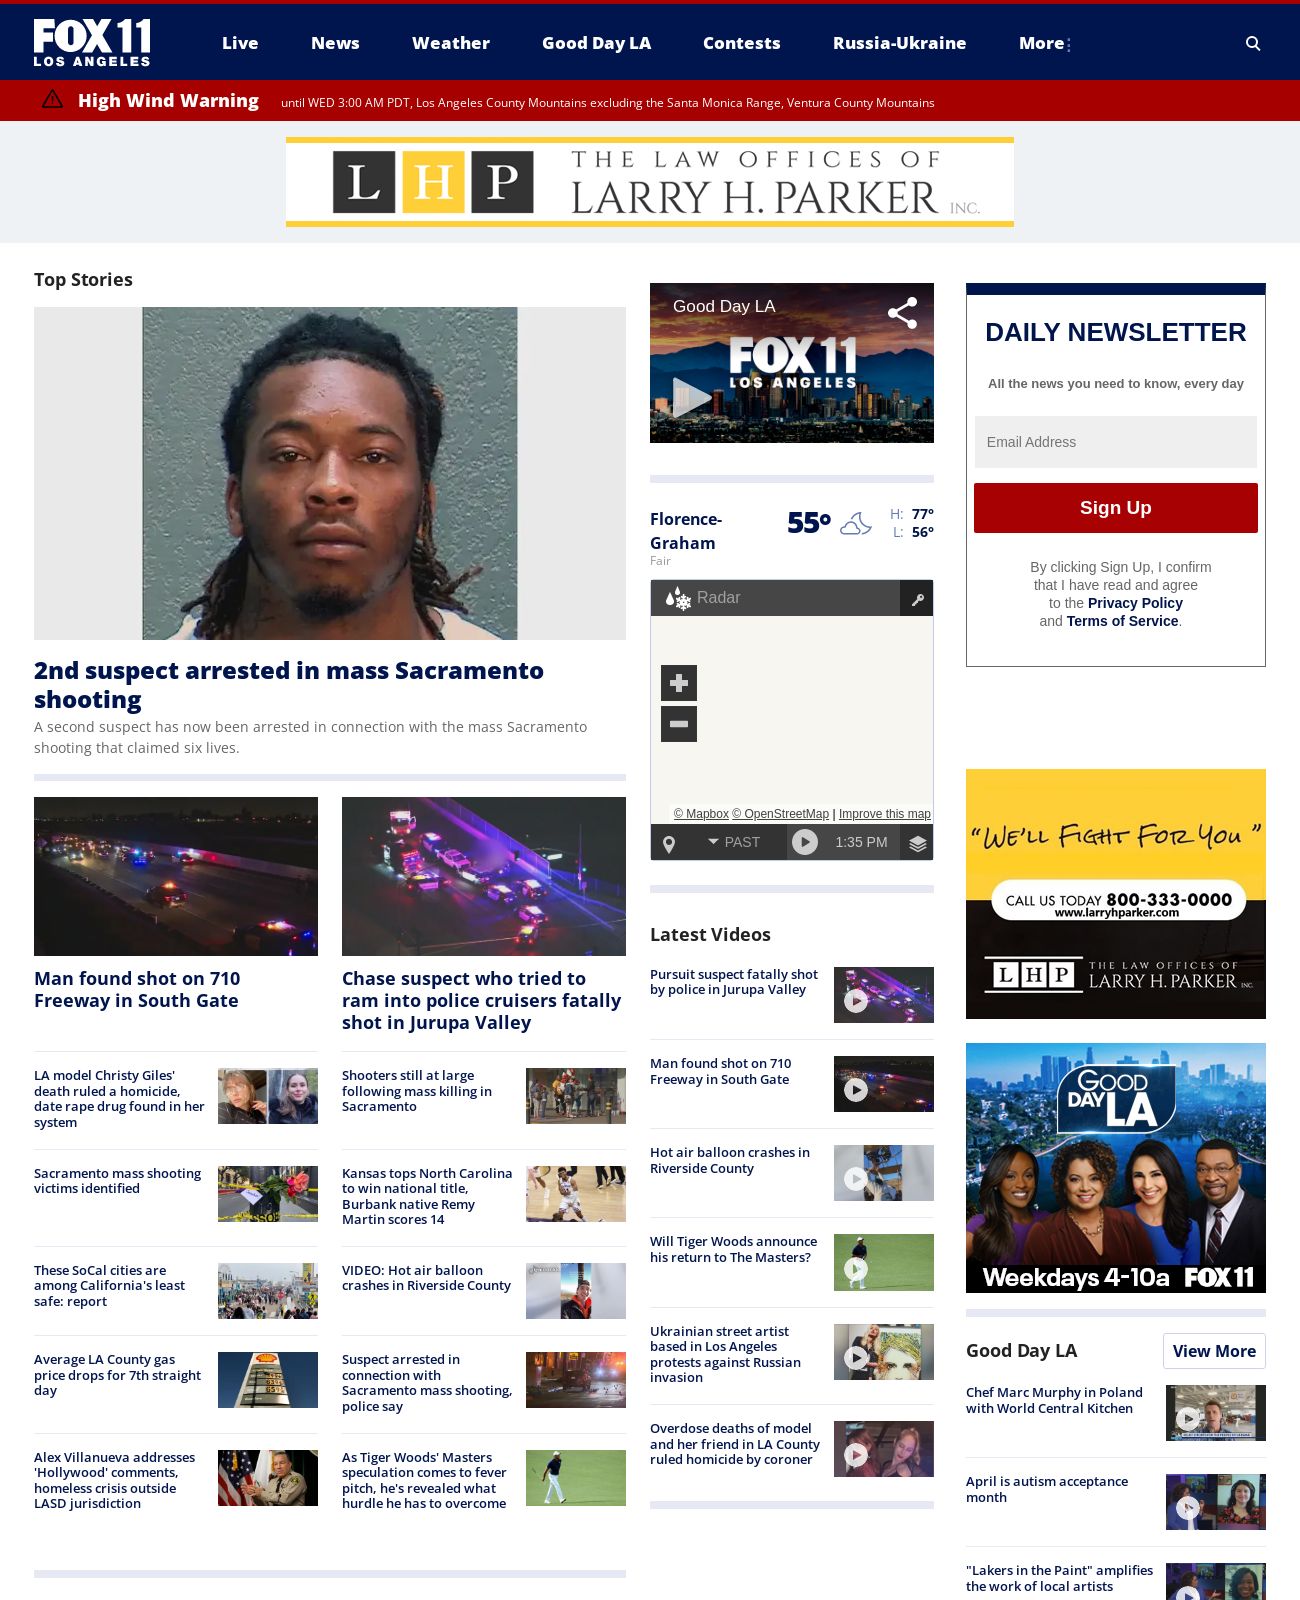 FOX 11
LOS ANGELES
Live
News
Weather
Good Day LA
Contests
Russia-Ukraine
More
High Wind Warning
until WED 3:00 AM PDT, Los Angeles County Mountains excluding the Santa Monica Range, Ventura County Mountains
L H P
THE LAW OFFICES OF
LARRY H. PARKER INC.
Top Stories
2nd suspect arrested in mass Sacramento
shooting
A second suspect has now been arrested in connection with the mass Sacramento
shooting that claimed six lives.
Man found shot on 710
Freeway in South Gate
Chase suspect who tried to
ram into police cruisers fatally
shot in Jurupa Valley
LA model Christy Giles'
death ruled a homicide,
date rape drug found in her
system
Shooters still at large
following mass killing in
Sacramento
Sacramento mass shooting
victims identified
Kansas tops North Carolina
to win national title,
Burbank native Remy
Martin scores 14
These SoCal cities are
among California's least
safe: report
VIDEO: Hot air balloon
crashes in Riverside County
Average LA County gas
price drops for 7th straight
day
Suspect arrested in
connection with
Sacramento mass shooting,
police say
Alex Villanueva addresses
'Hollywood' comments,
homeless crisis outside
LASD jurisdiction
As Tiger Woods' Masters
speculation comes to fever
pitch, he's revealed what
hurdle he has to overcome
Good Day LA
FOX 11
LOS ANGELES
Florence-
Graham
Fair
55°
H: 77°
L: 56°
Radar
© Mapbox © OpenStreetMap | Improve this map
PAST
1:35 PM
Latest Videos
Pursuit suspect fatally shot
by police in Jurupa Valley
Man found shot on 710
Freeway in South Gate
Hot air balloon crashes in
Riverside County
Will Tiger Woods announce
his return to The Masters?
Ukrainian street artist
based in Los Angeles
protests against Russian
invasion
Overdose deaths of model
and her friend in LA County
ruled homicide by coroner
DAILY NEWSLETTER
All the news you need to know, every day
Email Address
Sign Up
By clicking Sign Up, I confirm
that I have read and agree
to the Privacy Policy
and Terms of Service.
“WE'LL FIGHT FOR YOU”
CALL US TODAY 800-333-0000
www.larryhparker.com
LHP
THE LAW OFFICES OF
LARRY H. PARKER INC.
GOOD
DAY LA
Weekdays 4-10a FOX 11
Good Day LA
View More
Chef Marc Murphy in Poland
with World Central Kitchen
April is autism acceptance
month
"Lakers in the Paint" amplifies
the work of local artists